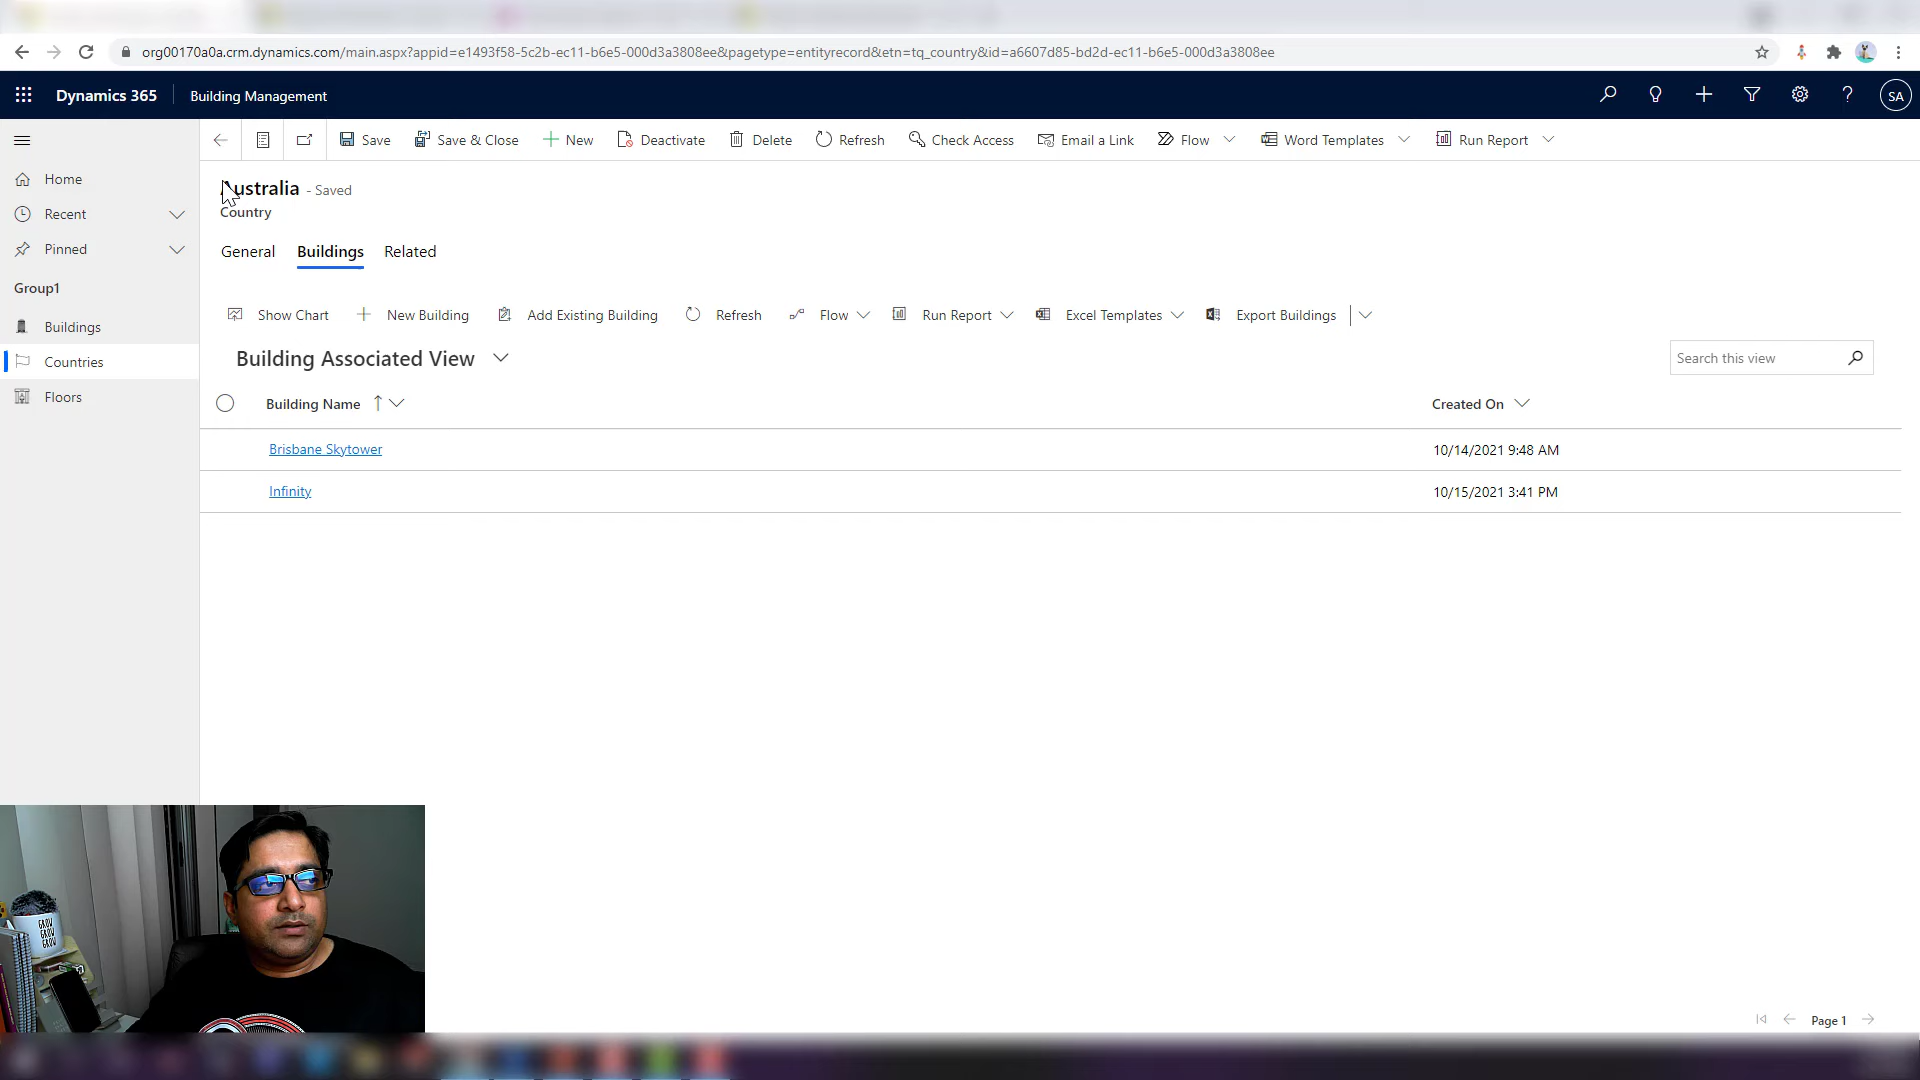 org00170a0a.crm.dynamics.com/main.aspx?appid=e1493f58-5c2b-ec11-b6e5-000d3a3808ee&pagetype=entityrecord&etn=tq_country&id=a6607d85-bd2d-ec11-b6e5-000d3a3808ee
Dynamics 365 Building Management SA
Save Save & Close New Deactivate Delete Refresh Check Access Email a Link Flow Word Templates Run Report
Home
Recent
Pinned
Group1
Buildings
Countries
Floors
Australia - Saved
Country
General Buildings Related
Show Chart New Building Add Existing Building Refresh Flow Run Report Excel Templates Export Buildings
Building Associated View Search this view
Building Name Created On
Brisbane Skytower 10/14/2021 9:48 AM
Infinity 10/15/2021 3:41 PM
GROW
GROW
GROW
Page 1